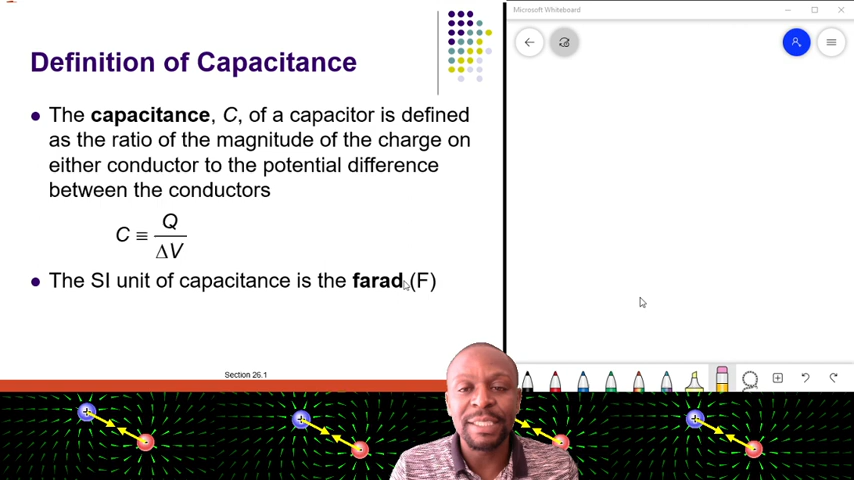 Microsoft Whiteboard
Definition of Capacitance
The capacitance, C, of a capacitor is defined
as the ratio of the magnitude of the charge on
either conductor to the potential difference
between the conductors
C ≡ Q / ΔV
The SI unit of capacitance is the farad (F)
Section 26.1